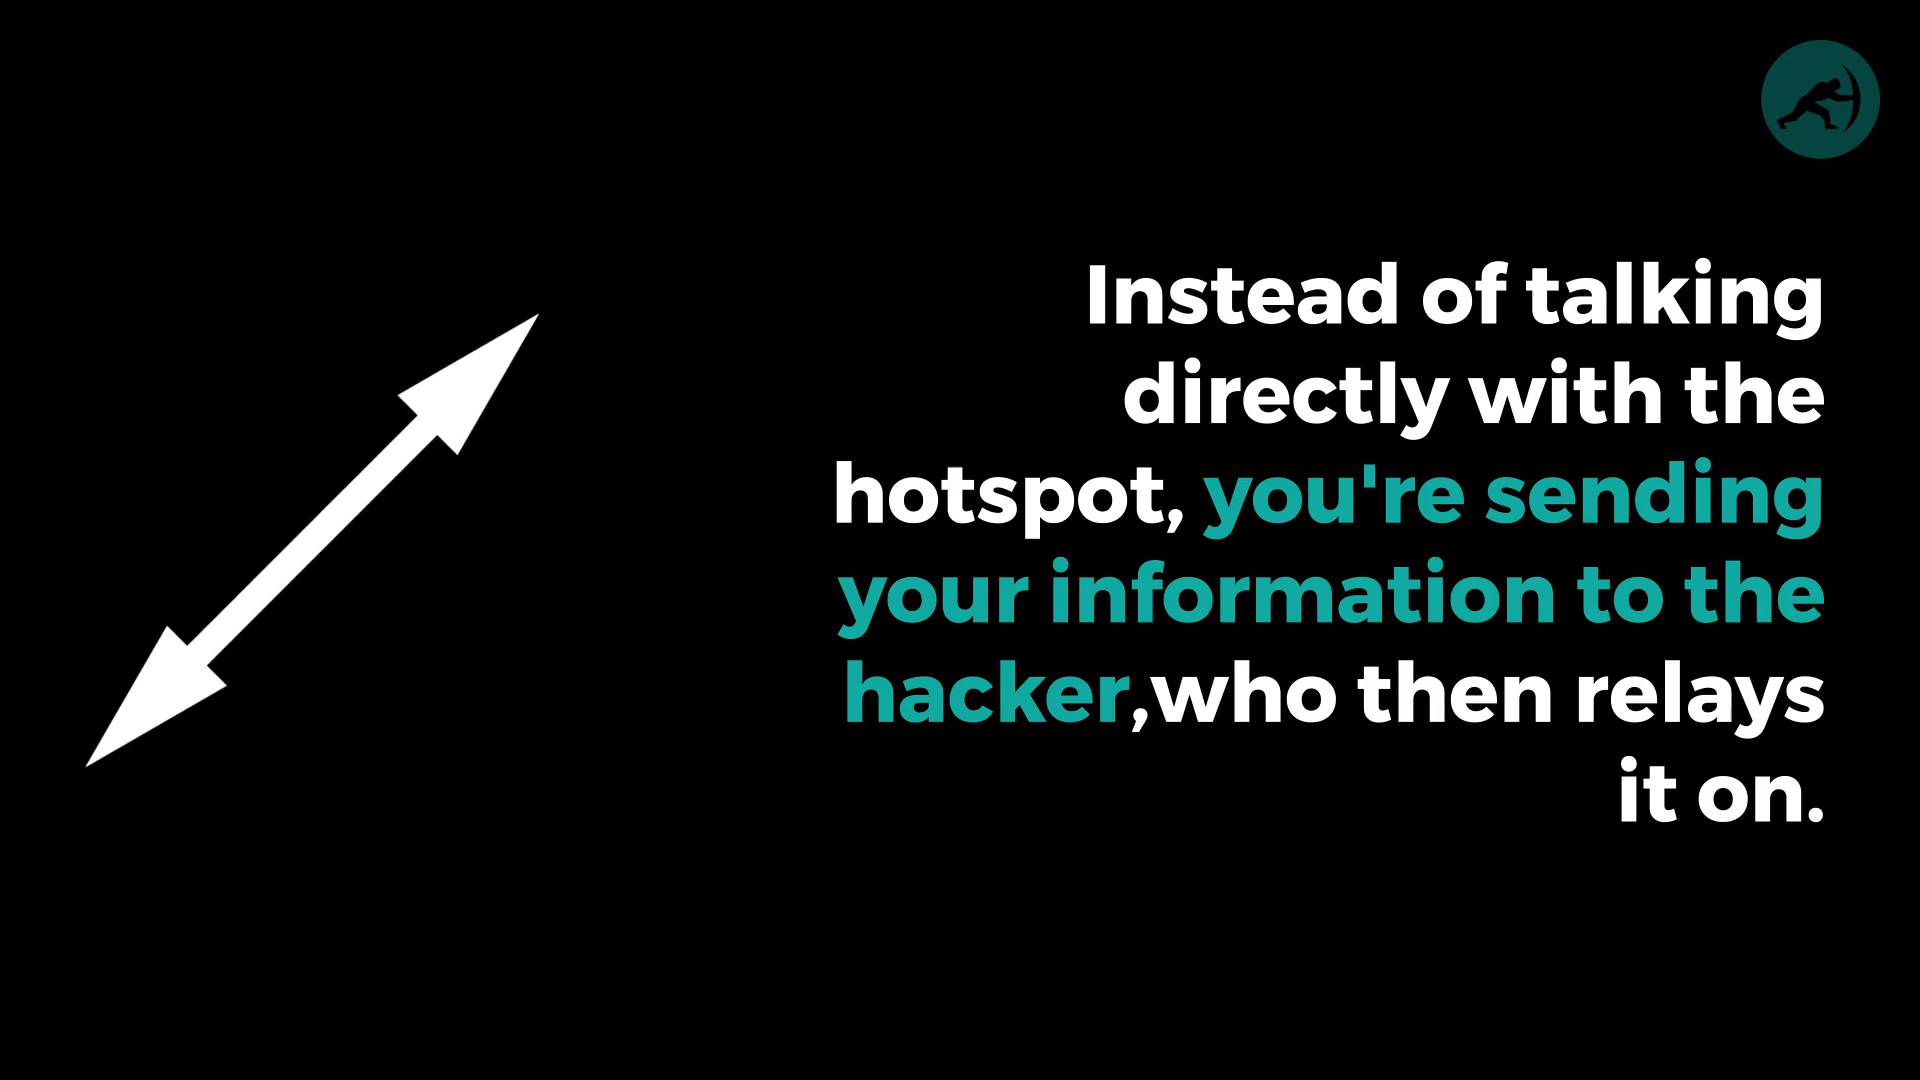 Instead of talking
directly with the
hotspot, you're sending
your information to the
hacker,who then relays
it on.